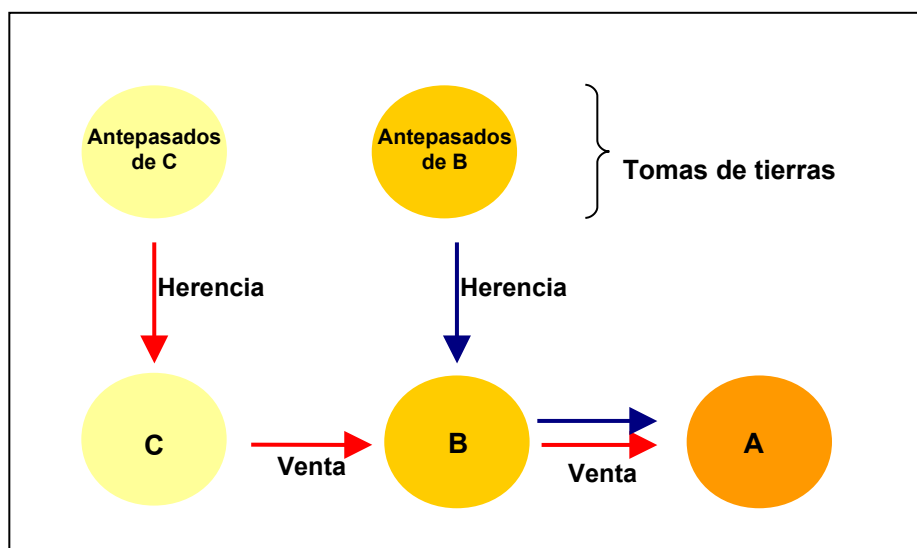 Antepasados
de C
Antepasados
de B
Tomas de tierras
Herencia
Herencia
C
B
A
Venta
Venta